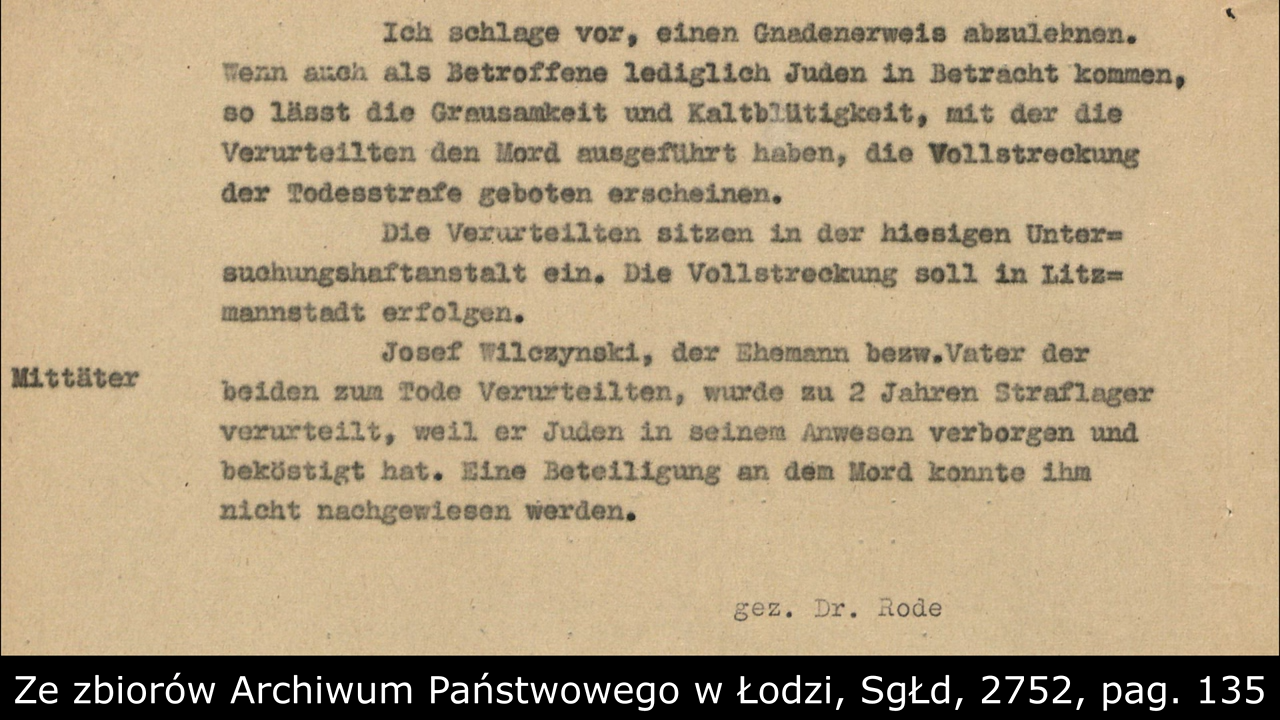 Ich schlage vor, einen Gnadenerweis abzulehnen.
Wenn auch als Betroffene lediglich Juden in Betracht kommen,
so lässt die Grausamkeit und Kaltblütigkeit, mit der die
Verurteilten den Mord ausgeführt haben, die Vollstreckung
der Todesstrafe geboten erscheinen.
Die Verurteilten sitzen in der hiesigen Unter=
suchungshaftanstalt ein. Die Vollstreckung soll in Litz=
mannstadt erfolgen.
Josef Wilczynski, der Ehemann bezw.Vater der
Mittäter
beiden zum Tode Verurteilten, wurde zu 2 Jahren Straflager
verurteilt, weil er Juden in seinem Anwesen verborgen und
beköstigt hat. Eine Beteiligung an dem Mord konnte ihm
nicht nachgewiesen werden.
gez. Dr. Rode
Ze zbiorów Archiwum Państwowego w Łodzi, SgŁd, 2752, pag. 135